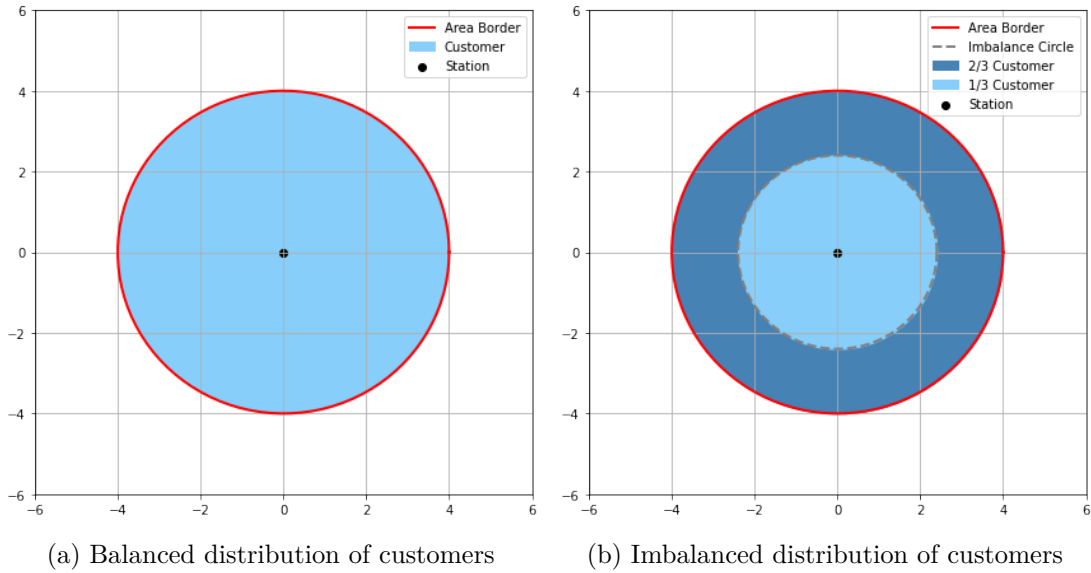 Area Border
Customer
Station
6
4
2
0
−2
−4
−6
−6 −4 −2 0 2 4 6
(a) Balanced distribution of customers
Area Border
Imbalance Circle
2/3 Customer
1/3 Customer
Station
6
4
2
0
−2
−4
−6
−6 −4 −2 0 2 4 6
(b) Imbalanced distribution of customers